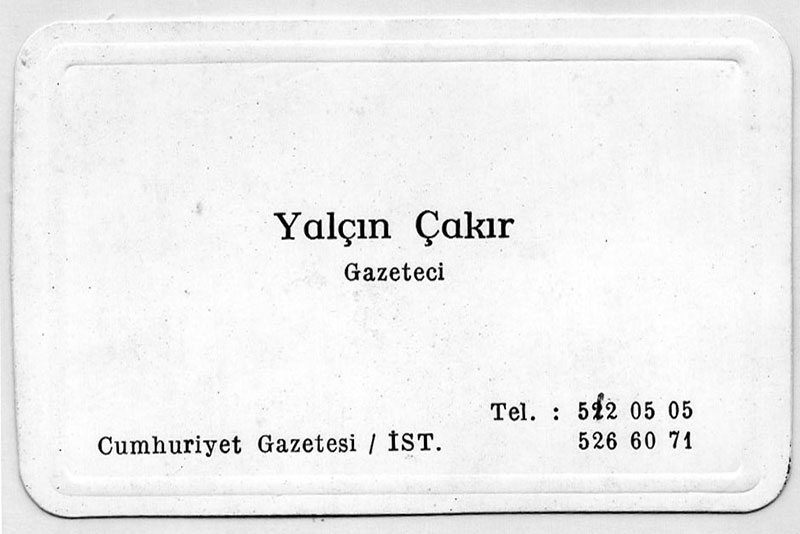 Yalçın Çakır
Gazeteci
Tel. : 512 05 05
526 60 71
Cumhuriyet Gazetesi / İST.